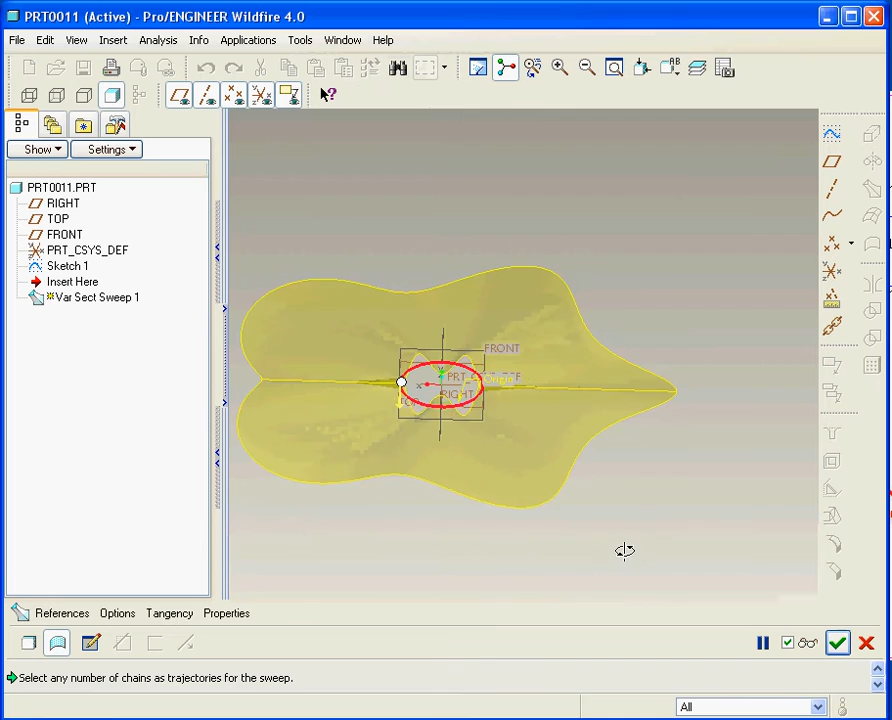 PRT0011 (Active) - Pro/ENGINEER Wildfire 4.0
File Edit View Insert Analysis Info Applications Tools Window Help
Show Settings
PRT0011.PRT
RIGHT
TOP
FRONT
PRT_CSYS_DEF
Sketch 1
Insert Here
Var Sect Sweep 1
FRONT
RIGHT
TOP
References Options Tangency Properties
Select any number of chains as trajectories for the sweep.
All